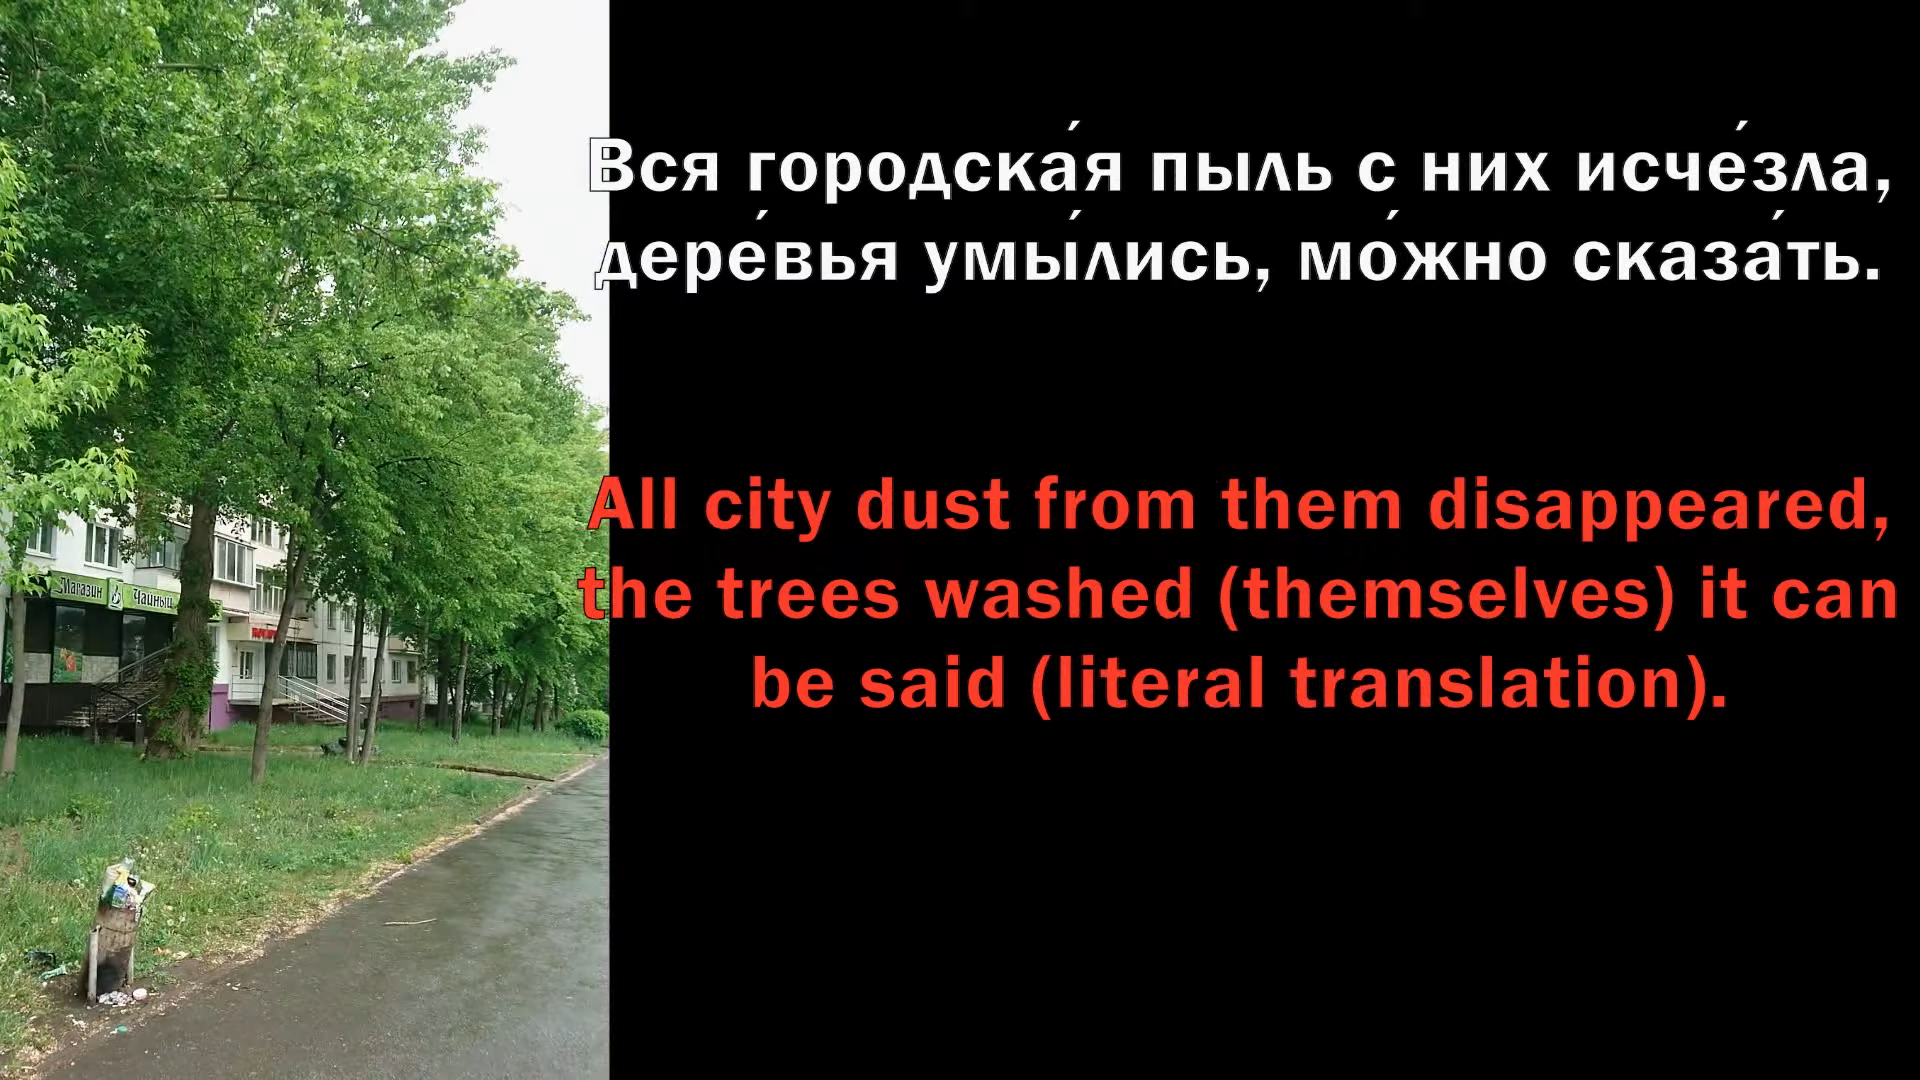 Вся городска́я пыль с них исче́зла,
дере́вья умы́лись, мо́жно сказа́ть.
All city dust from them disappeared,
the trees washed (themselves) it can
be said (literal translation).
Магазин Чайный